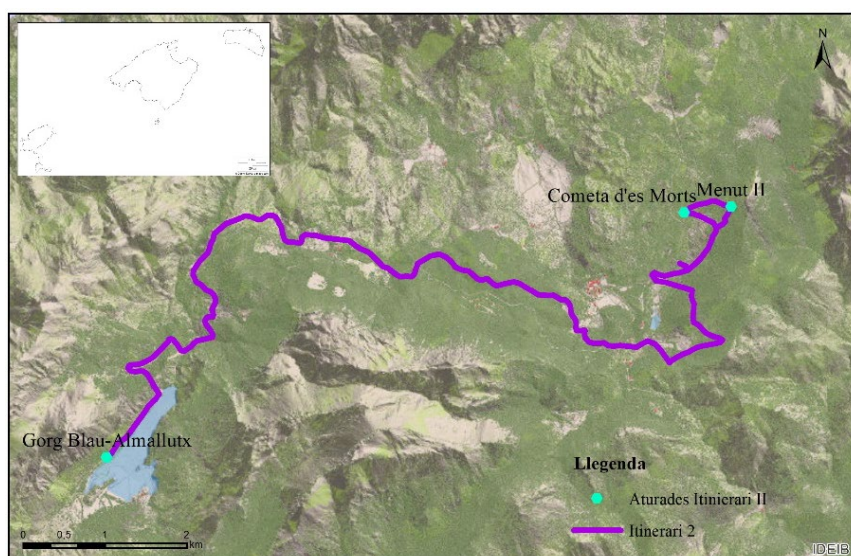 N
Cometa d'es Morts
Menut II
Gorg Blau-Almallutx
Llegenda
Aturades Itinierari II
Itinerari 2
0 0.5 1 2
km
IDEIB